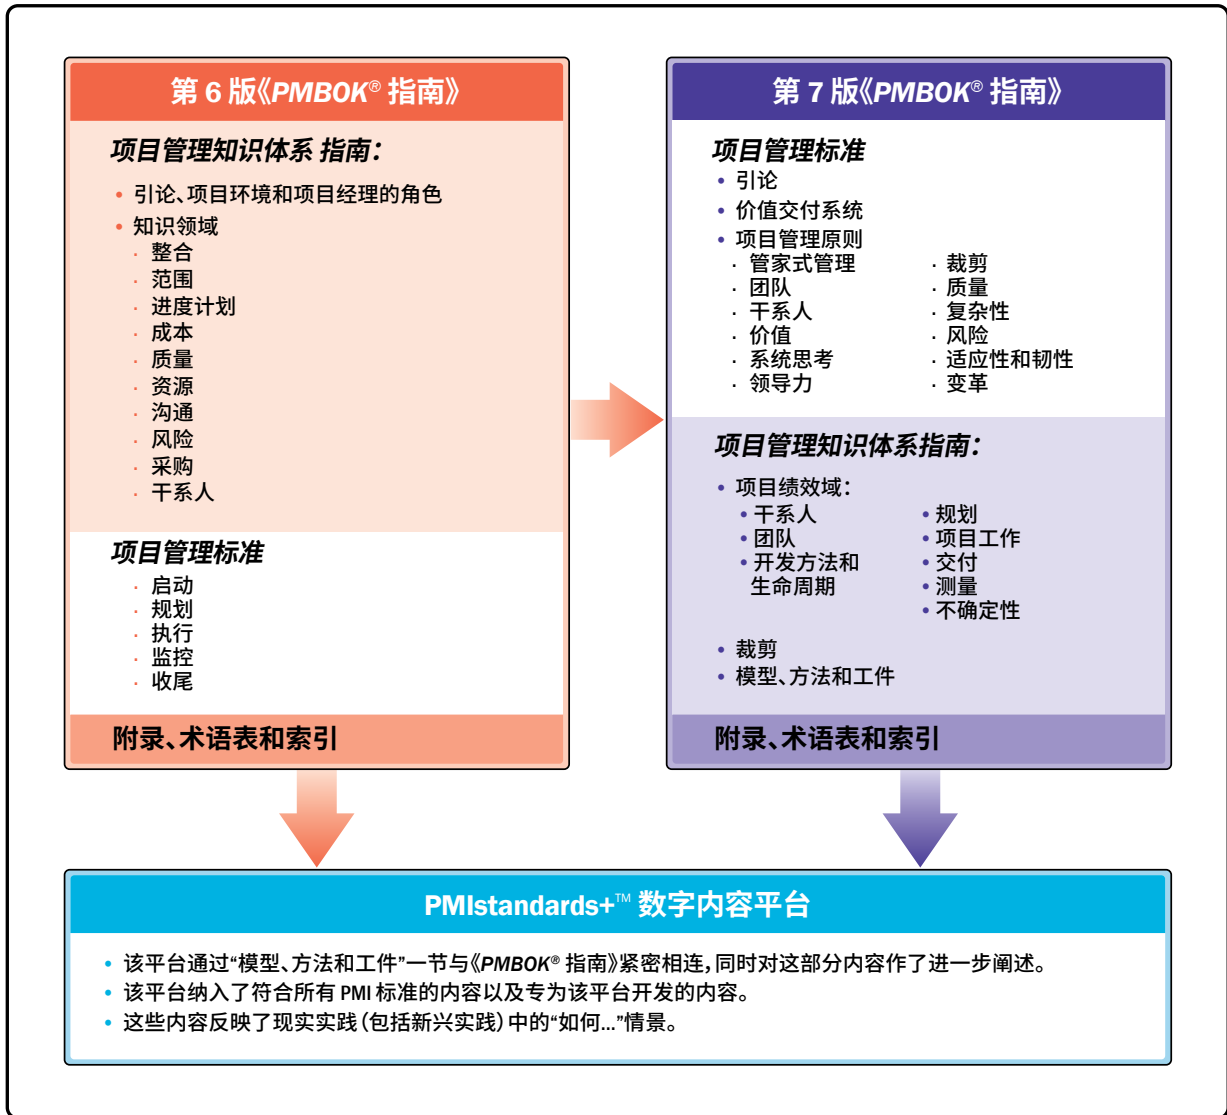 第 6 版《PMBOK® 指南》
项目管理知识体系 指南：
• 引论、项目环境和项目经理的角色
• 知识领域
· 整合
· 范围
· 进度计划
· 成本
· 质量
· 资源
· 沟通
· 风险
· 采购
· 干系人
项目管理标准
· 启动
· 规划
· 执行
· 监控
· 收尾
附录、术语表和索引
第 7 版《PMBOK® 指南》
项目管理标准
• 引论
• 价值交付系统
• 项目管理原则
· 管家式管理
· 团队
· 干系人
· 价值
· 系统思考
· 领导力
· 裁剪
· 质量
· 复杂性
· 风险
· 适应性和韧性
· 变革
项目管理知识体系指南：
• 项目绩效域：
• 干系人
• 团队
• 开发方法和
生命周期
• 规划
• 项目工作
• 交付
• 测量
• 不确定性
• 裁剪
• 模型、方法和工件
附录、术语表和索引
PMIstandards+™ 数字内容平台
• 该平台通过“模型、方法和工件”一节与《PMBOK® 指南》紧密相连，同时对这部分内容作了进一步阐述。
• 该平台纳入了符合所有 PMI 标准的内容以及专为该平台开发的内容。
• 这些内容反映了现实实践（包括新兴实践）中的“如何...”情景。